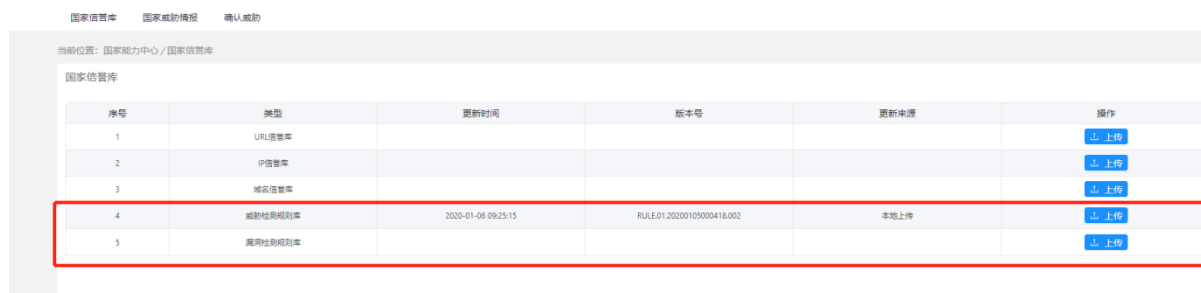 国家信誉库 国家威胁情报 确认威胁
当前位置：国家能力中心 / 国家信誉库
国家信誉库
序号 类型 更新时间 版本号 更新来源 操作
1 URL信誉库 上传
2 IP信誉库 上传
3 域名信誉库 上传
4 威胁检测规则库 2020-01-06 09:25:15 RULE.01.20200105000418.002 本地上传 上传
5 漏洞检测规则库 上传